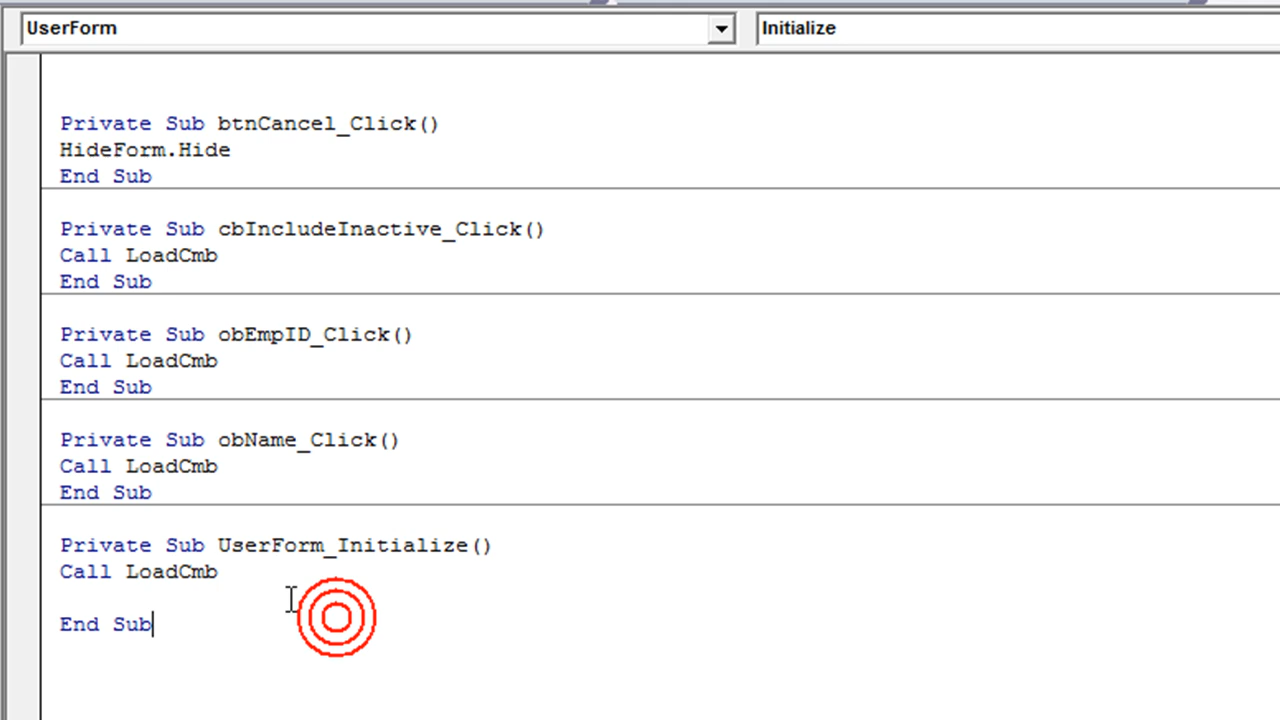 UserForm
Initialize
Private Sub btnCancel_Click()
HideForm.Hide
End Sub
Private Sub cbIncludeInactive_Click()
Call LoadCmb
End Sub
Private Sub obEmpID_Click()
Call LoadCmb
End Sub
Private Sub obName_Click()
Call LoadCmb
End Sub
Private Sub UserForm_Initialize()
Call LoadCmb
End Sub